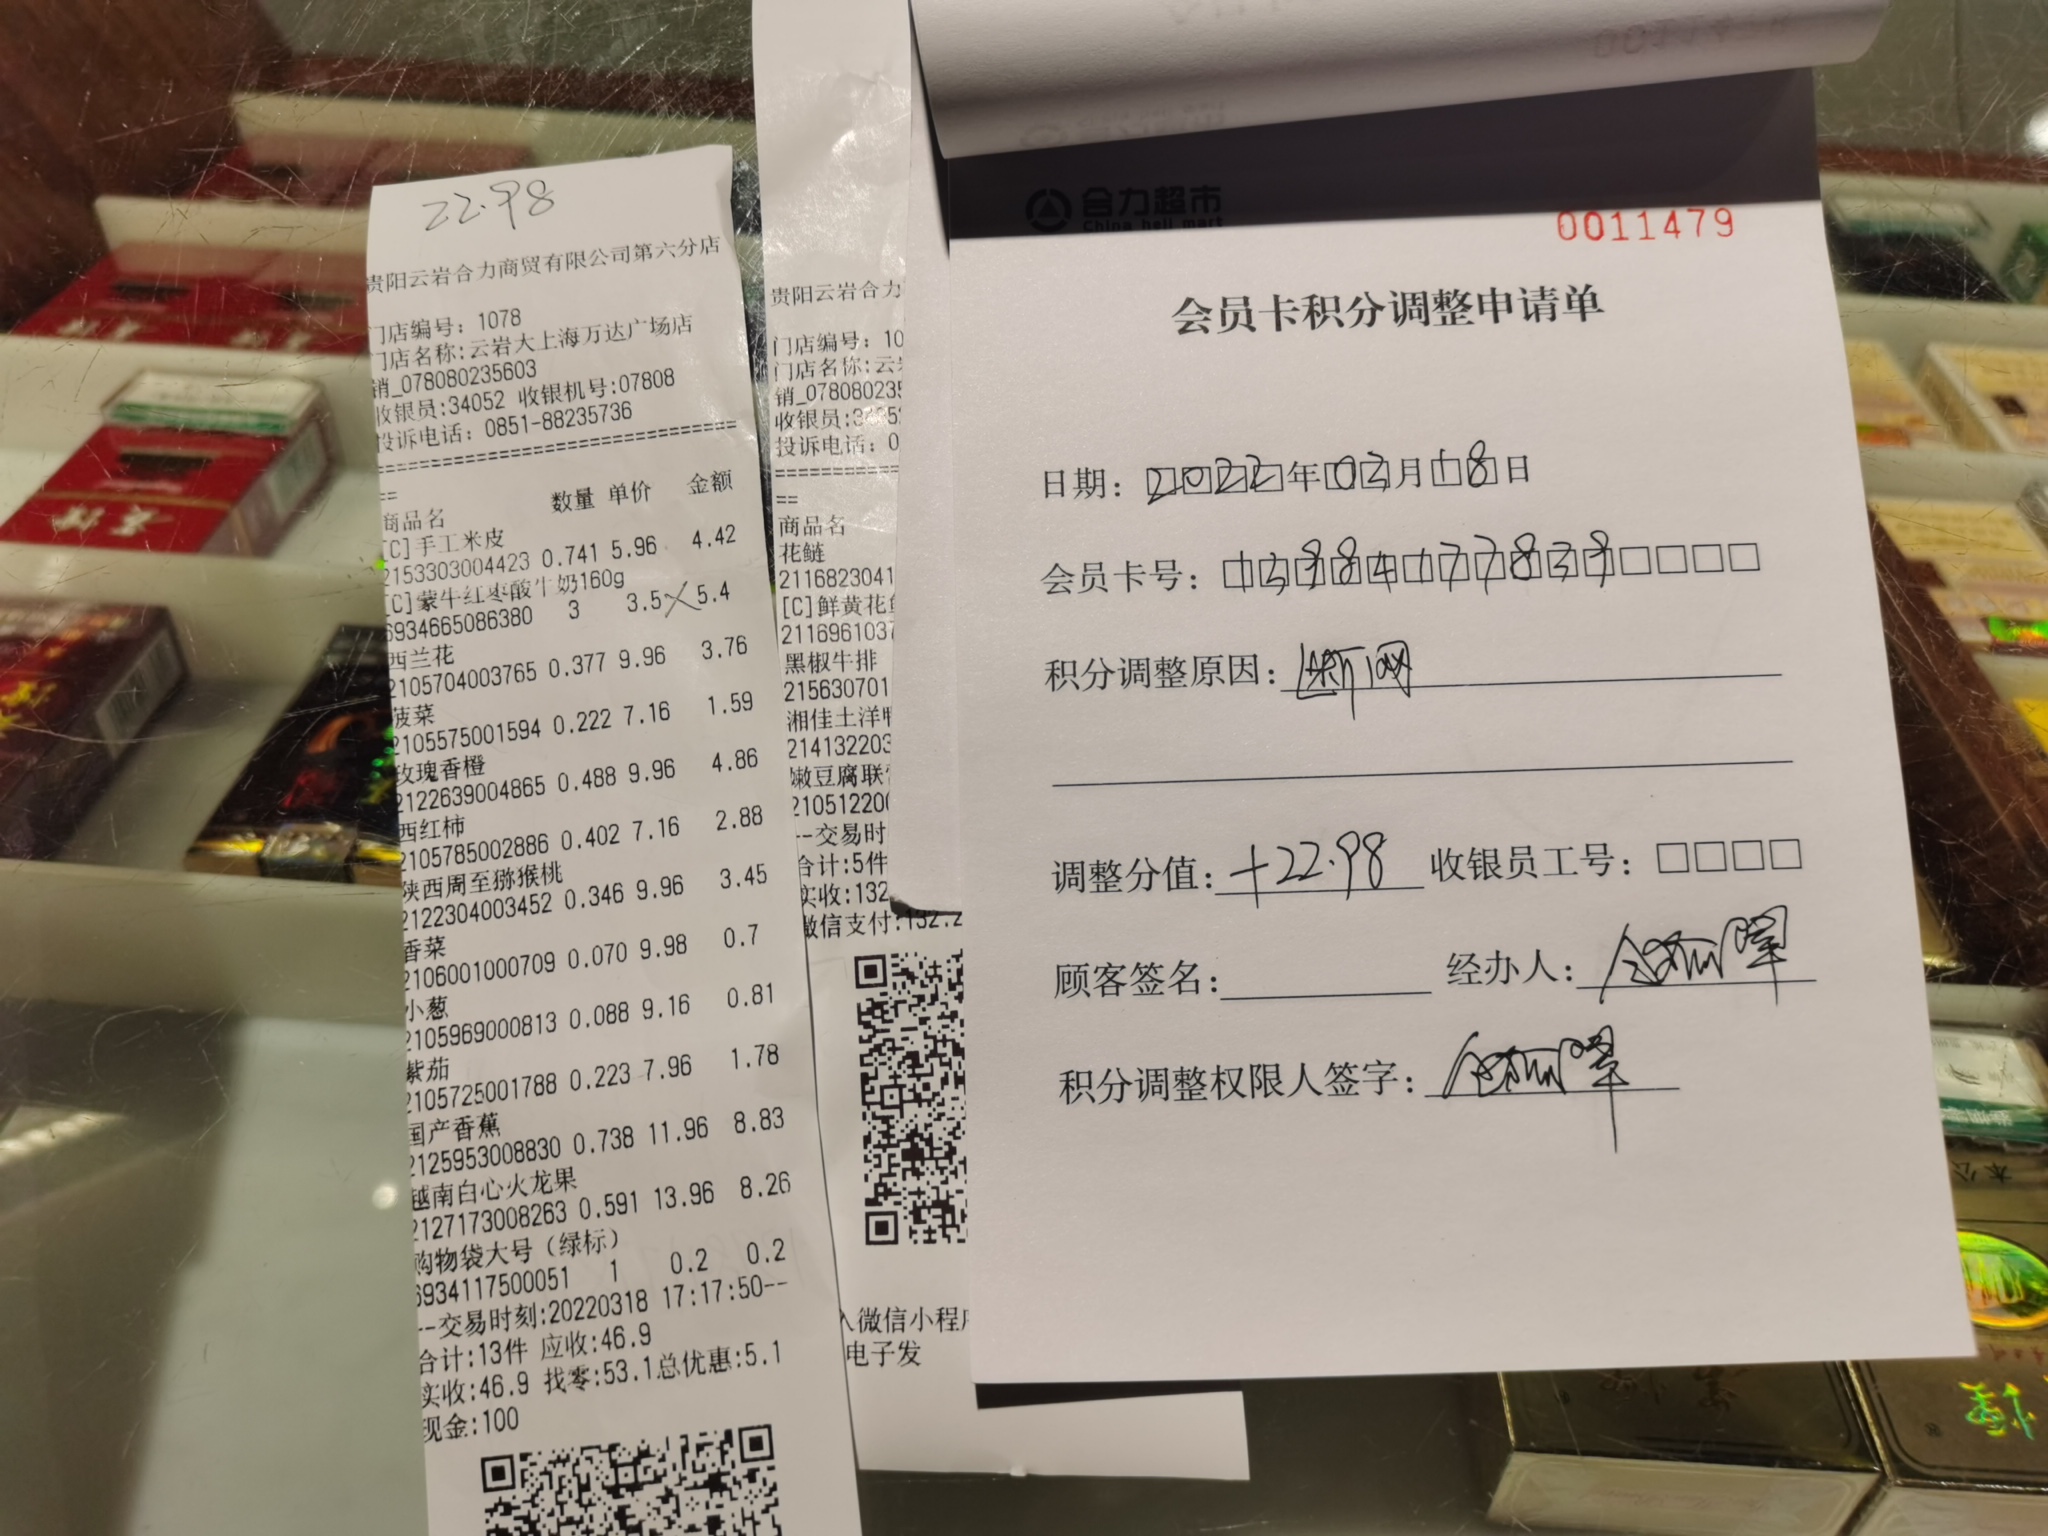 22.98
贵阳云岩合力商贸有限公司第六分店
门店编号：1078
门店名称:云岩大上海万达广场店
销_078080235603
收银员:34052 收银机号:07808
投诉电话：0851-88235736
==================================
==
商品名 数量 单价 金额
[C]手工米皮
2153303004423 0.741 5.96 4.42
[C]蒙牛红枣酸牛奶160g
6934665086380 3 3.5 5.4
西兰花
2105704003765 0.377 9.96 3.76
菠菜
2105575001594 0.222 7.16 1.59
玫瑰香橙
2122639004865 0.488 9.96 4.86
西红柿
2105785002886 0.402 7.16 2.88
陕西周至猕猴桃
2122304003452 0.346 9.96 3.45
香菜
2106001000709 0.070 9.98 0.7
小葱
2105969000813 0.088 9.16 0.81
紫茄
2105725001788 0.223 7.96 1.78
国产香蕉
2125953008830 0.738 11.96 8.83
越南白心火龙果
2127173008263 0.591 13.96 8.26
购物袋大号（绿标）
6934117500051 1 0.2 0.2
--交易时刻:20220318 17:17:50--
合计:13件 应收:46.9
实收:46.9 找零:53.1总优惠:5.1
现金:100
贵阳云岩合力
门店编号：10
门店名称:云
销_07808023
收银员:3
投诉电话：0
==
商品名
花鲢
2116823041
[C]鲜黄花
2116961037
黑椒牛排
215630701
湘佳土洋鸭
214132203
嫩豆腐联
210512200
--交易时
合计:5件
实收:132
微信支付:132.2
入微信小程
电子发
合力超市
China heli mart
0011479
会员卡积分调整申请单
日期：2022年03月18日
会员卡号：13984077839
积分调整原因：断网
调整分值：+22.98 收银员工号：
顾客签名： 经办人：
积分调整权限人签字：